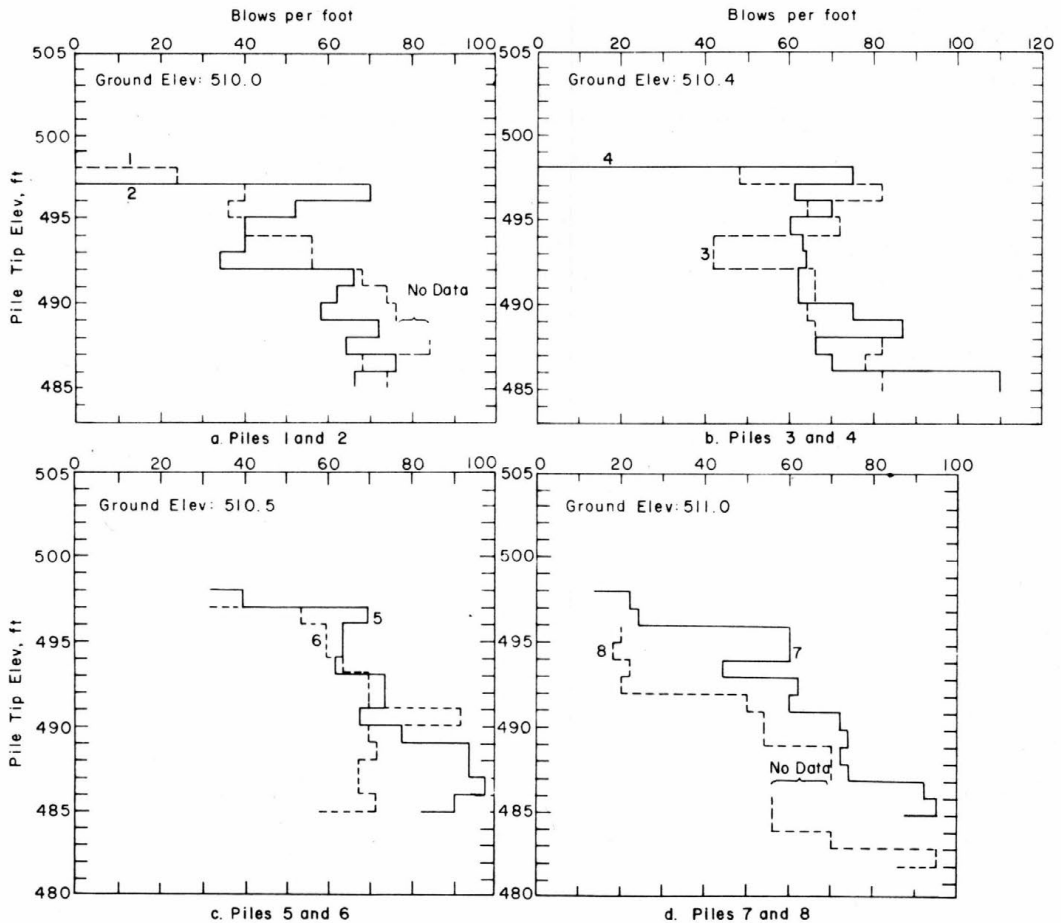 Blows per foot
Blows per foot
0 20 40 60 80 100
0 20 40 60 80 100 120
505
500
495
490
485
Pile Tip Elev, ft
Ground Elev: 510.0
1
2
No Data
a. Piles 1 and 2
505
500
495
490
485
Ground Elev: 510.4
4
3
b. Piles 3 and 4
0 20 40 60 80 100
0 20 40 60 80 100
505
500
495
490
485
480
Pile Tip Elev, ft
Ground Elev: 510.5
5
6
c. Piles 5 and 6
505
500
495
490
485
480
Ground Elev: 511.0
8
7
No Data
d. Piles 7 and 8